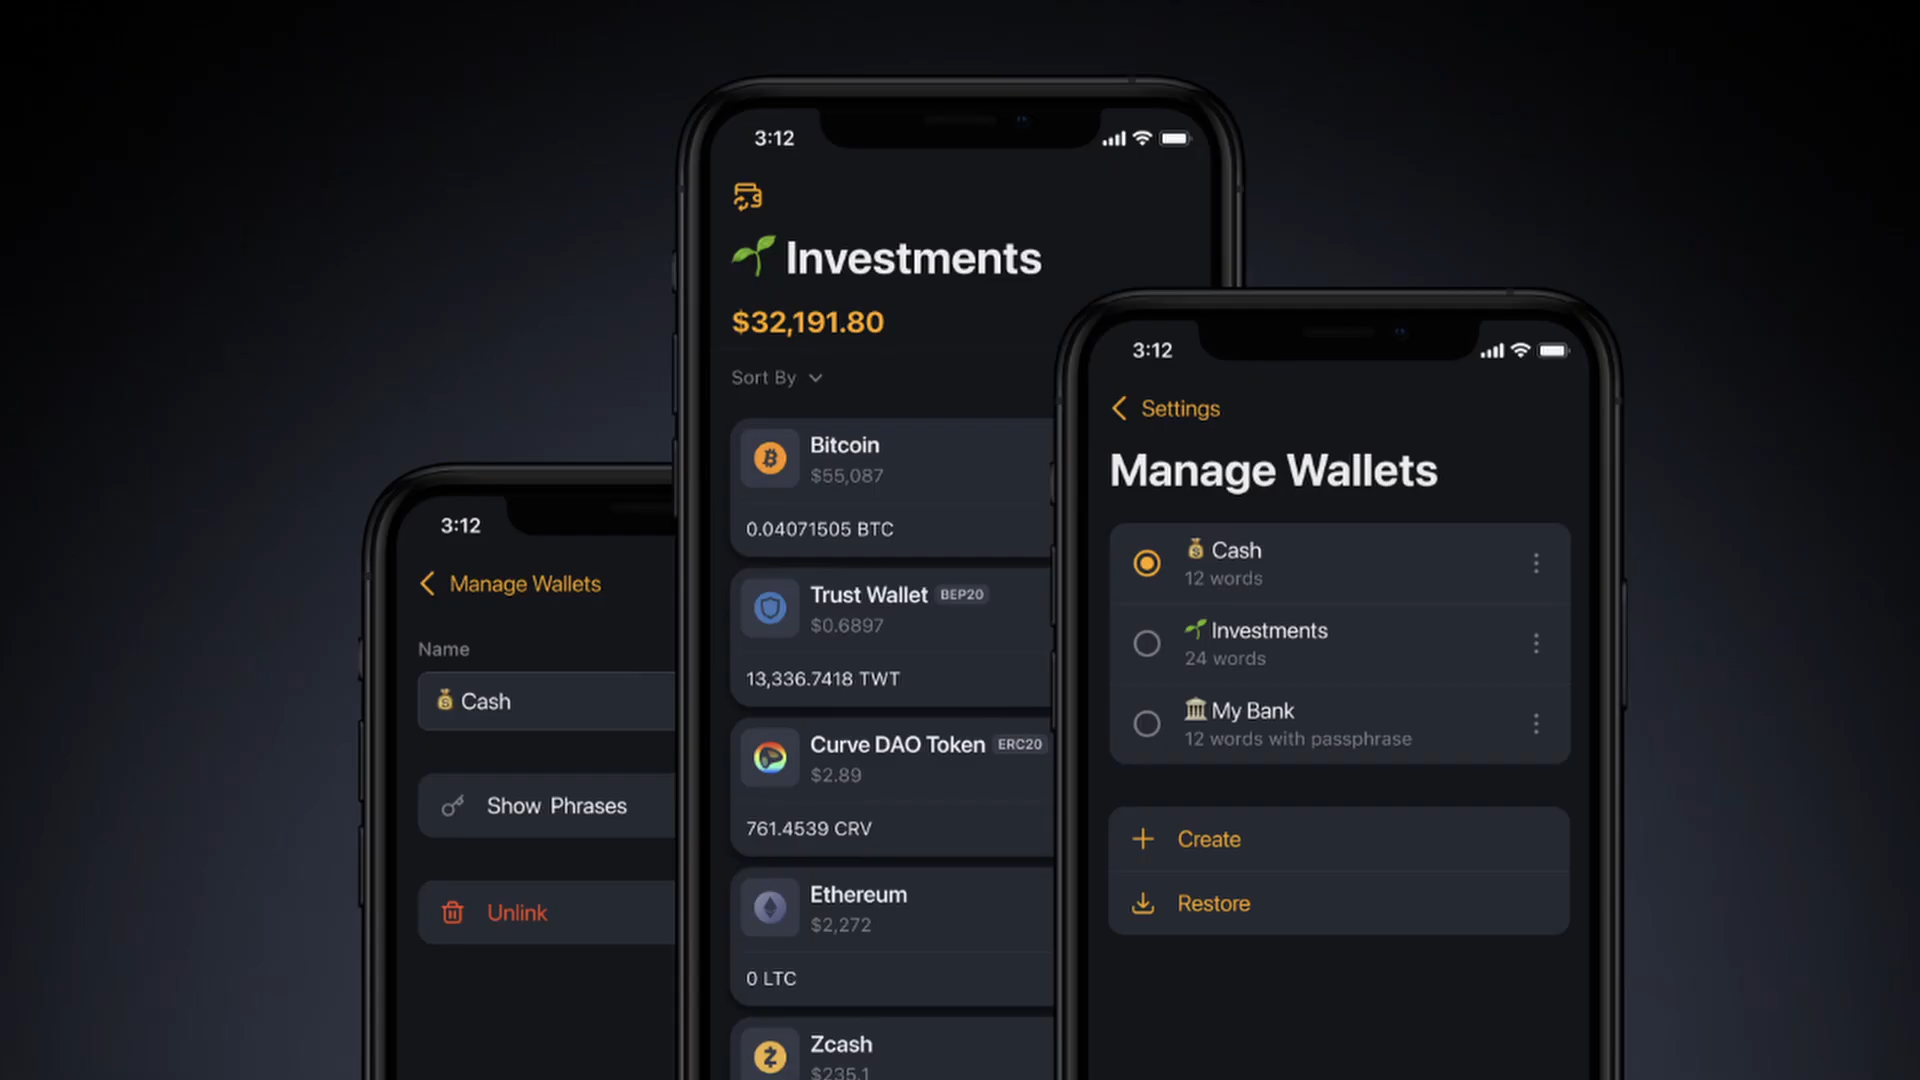 3:12
Manage Wallets
Name
Cash
Show Phrases
Unlink
3:12
Investments
$32,191.80
Sort By
Bitcoin
$55,087
0.04071505 BTC
Trust Wallet BEP20
$0.6897
13,336.7418 TWT
Curve DAO Token ERC20
$2.89
761.4539 CRV
Ethereum
$2,272
0 LTC
Zcash
$235.1
3:12
Settings
Manage Wallets
Cash
12 words
Investments
24 words
My Bank
12 words with passphrase
Create
Restore